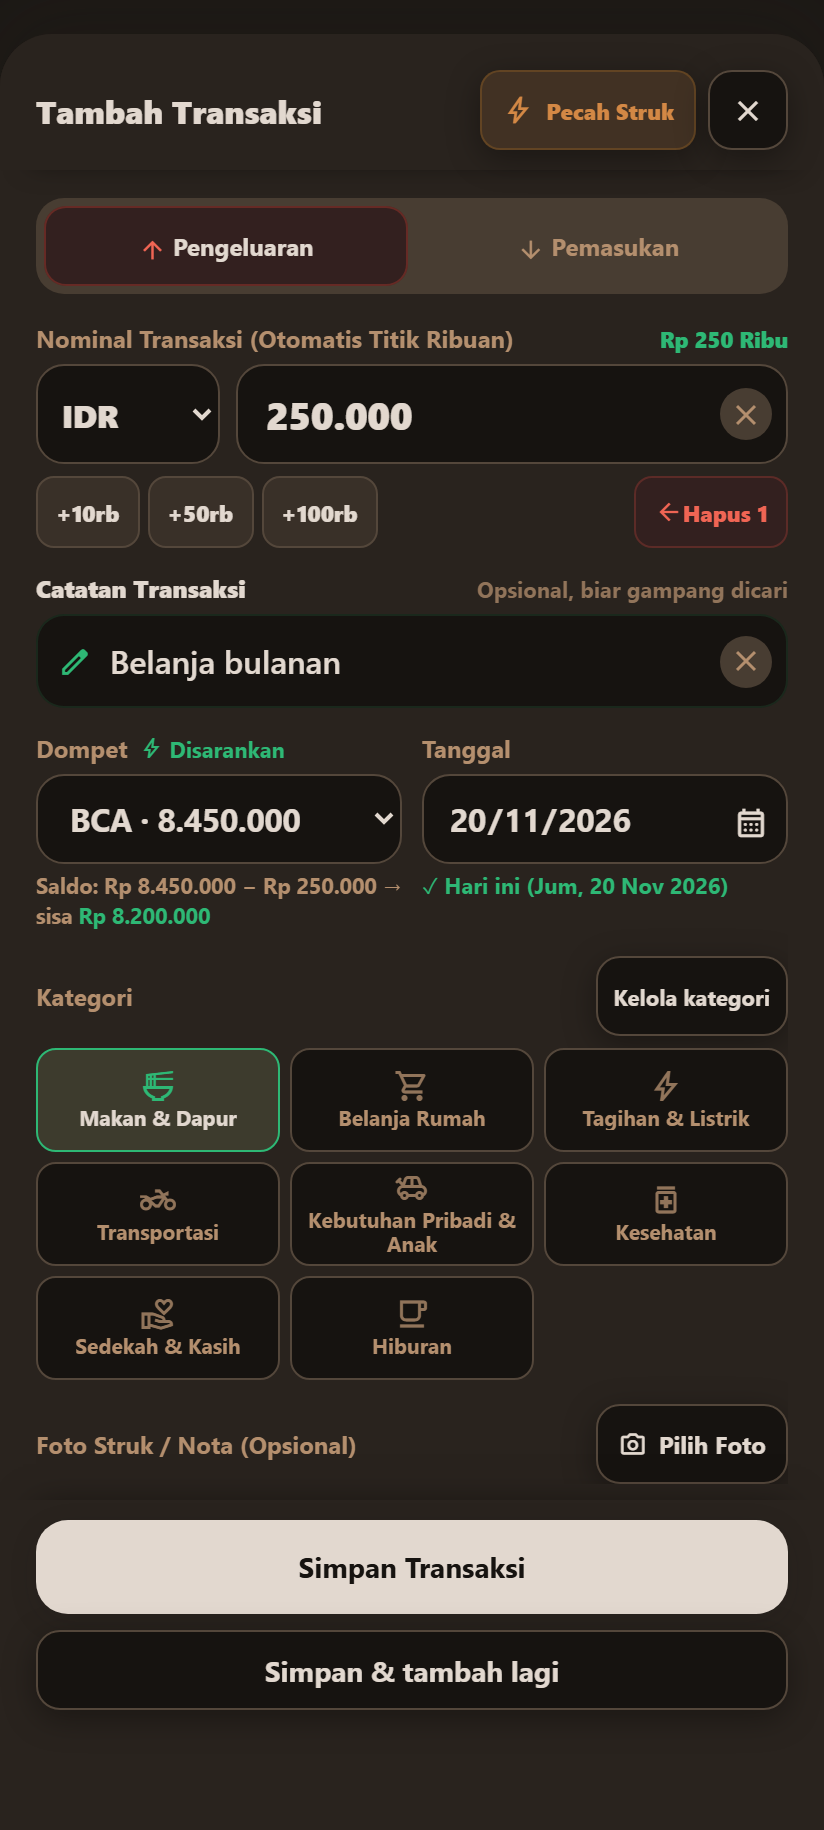 Tambah Transaksi
Pecah Struk
Pengeluaran
Pemasukan
Nominal Transaksi (Otomatis Titik Ribuan)
Rp 250 Ribu
IDR
250.000
+10rb
+50rb
+100rb
←Hapus 1
Catatan Transaksi
Opsional, biar gampang dicari
Belanja bulanan
Dompet
Disarankan
Tanggal
BCA · 8.450.000
20/11/2026
Saldo: Rp 8.450.000 − Rp 250.000 →
sisa Rp 8.200.000
✓ Hari ini (Jum, 20 Nov 2026)
Kategori
Kelola kategori
Makan & Dapur
Belanja Rumah
Tagihan & Listrik
Transportasi
Kebutuhan Pribadi &
Anak
Kesehatan
Sedekah & Kasih
Hiburan
Foto Struk / Nota (Opsional)
Pilih Foto
Simpan Transaksi
Simpan & tambah lagi